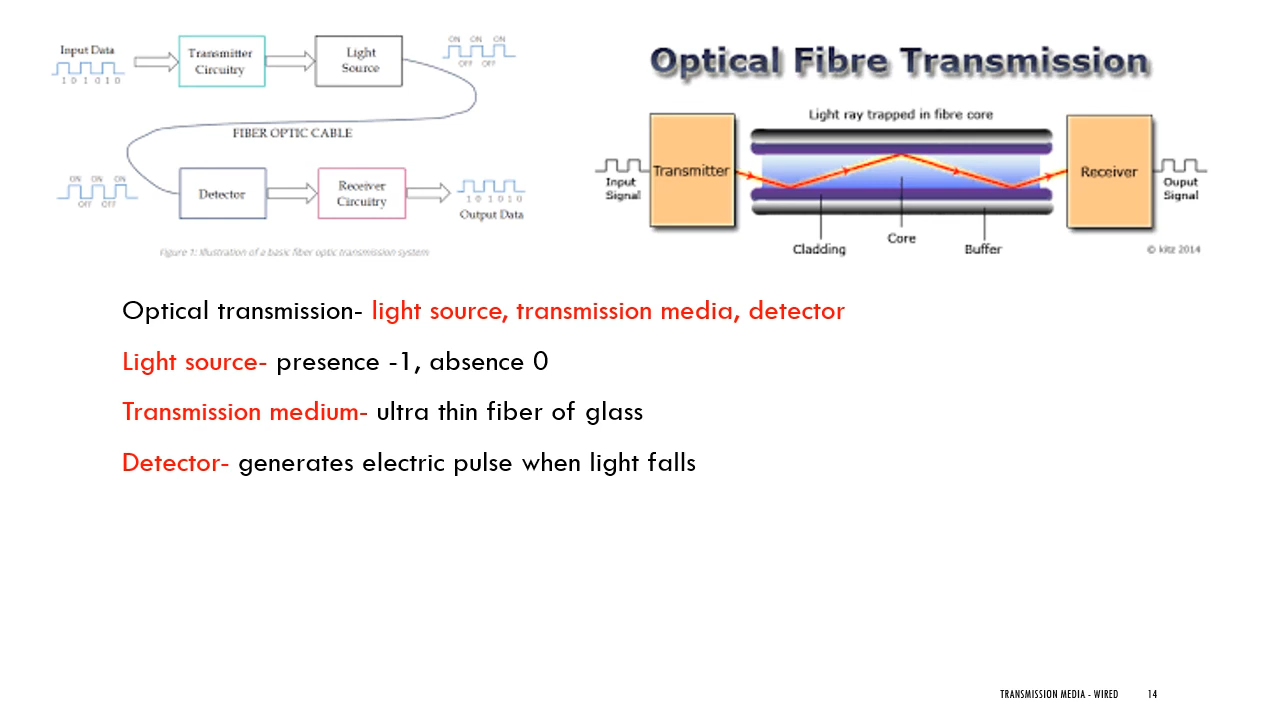 Input Data
1 0 1 0 1 0
Transmitter
Circuitry
Light
Source
ON ON ON
OFF OFF
FIBER OPTIC CABLE
ON ON ON
OFF OFF
Detector
Receiver
Circuitry
1 0 1 0 1 0
Output Data
Figure 1: Illustration of a basic fiber optic transmission system
Optical Fibre Transmission
Light ray trapped in fibre core
Input
Signal
Transmitter
Receiver
Ouput
Signal
Cladding
Core
Buffer
© kitz 2014
Optical transmission- light source, transmission media, detector
Light source- presence -1, absence 0
Transmission medium- ultra thin fiber of glass
Detector- generates electric pulse when light falls
TRANSMISSION MEDIA - WIRED 14